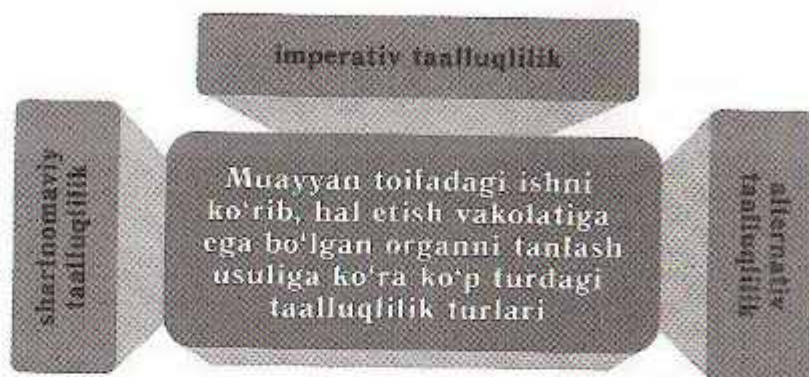 imperativ taalluqlilik
shartnomaviy
taalluqlilik
Muayyan toifadagi ishni
ko‘rib, hal etish vakolatiga
ega bo‘lgan organni tanlash
usuliga ko‘ra ko‘p turdagi
taalluqlilik turlari
alternativ
taalluqlilik